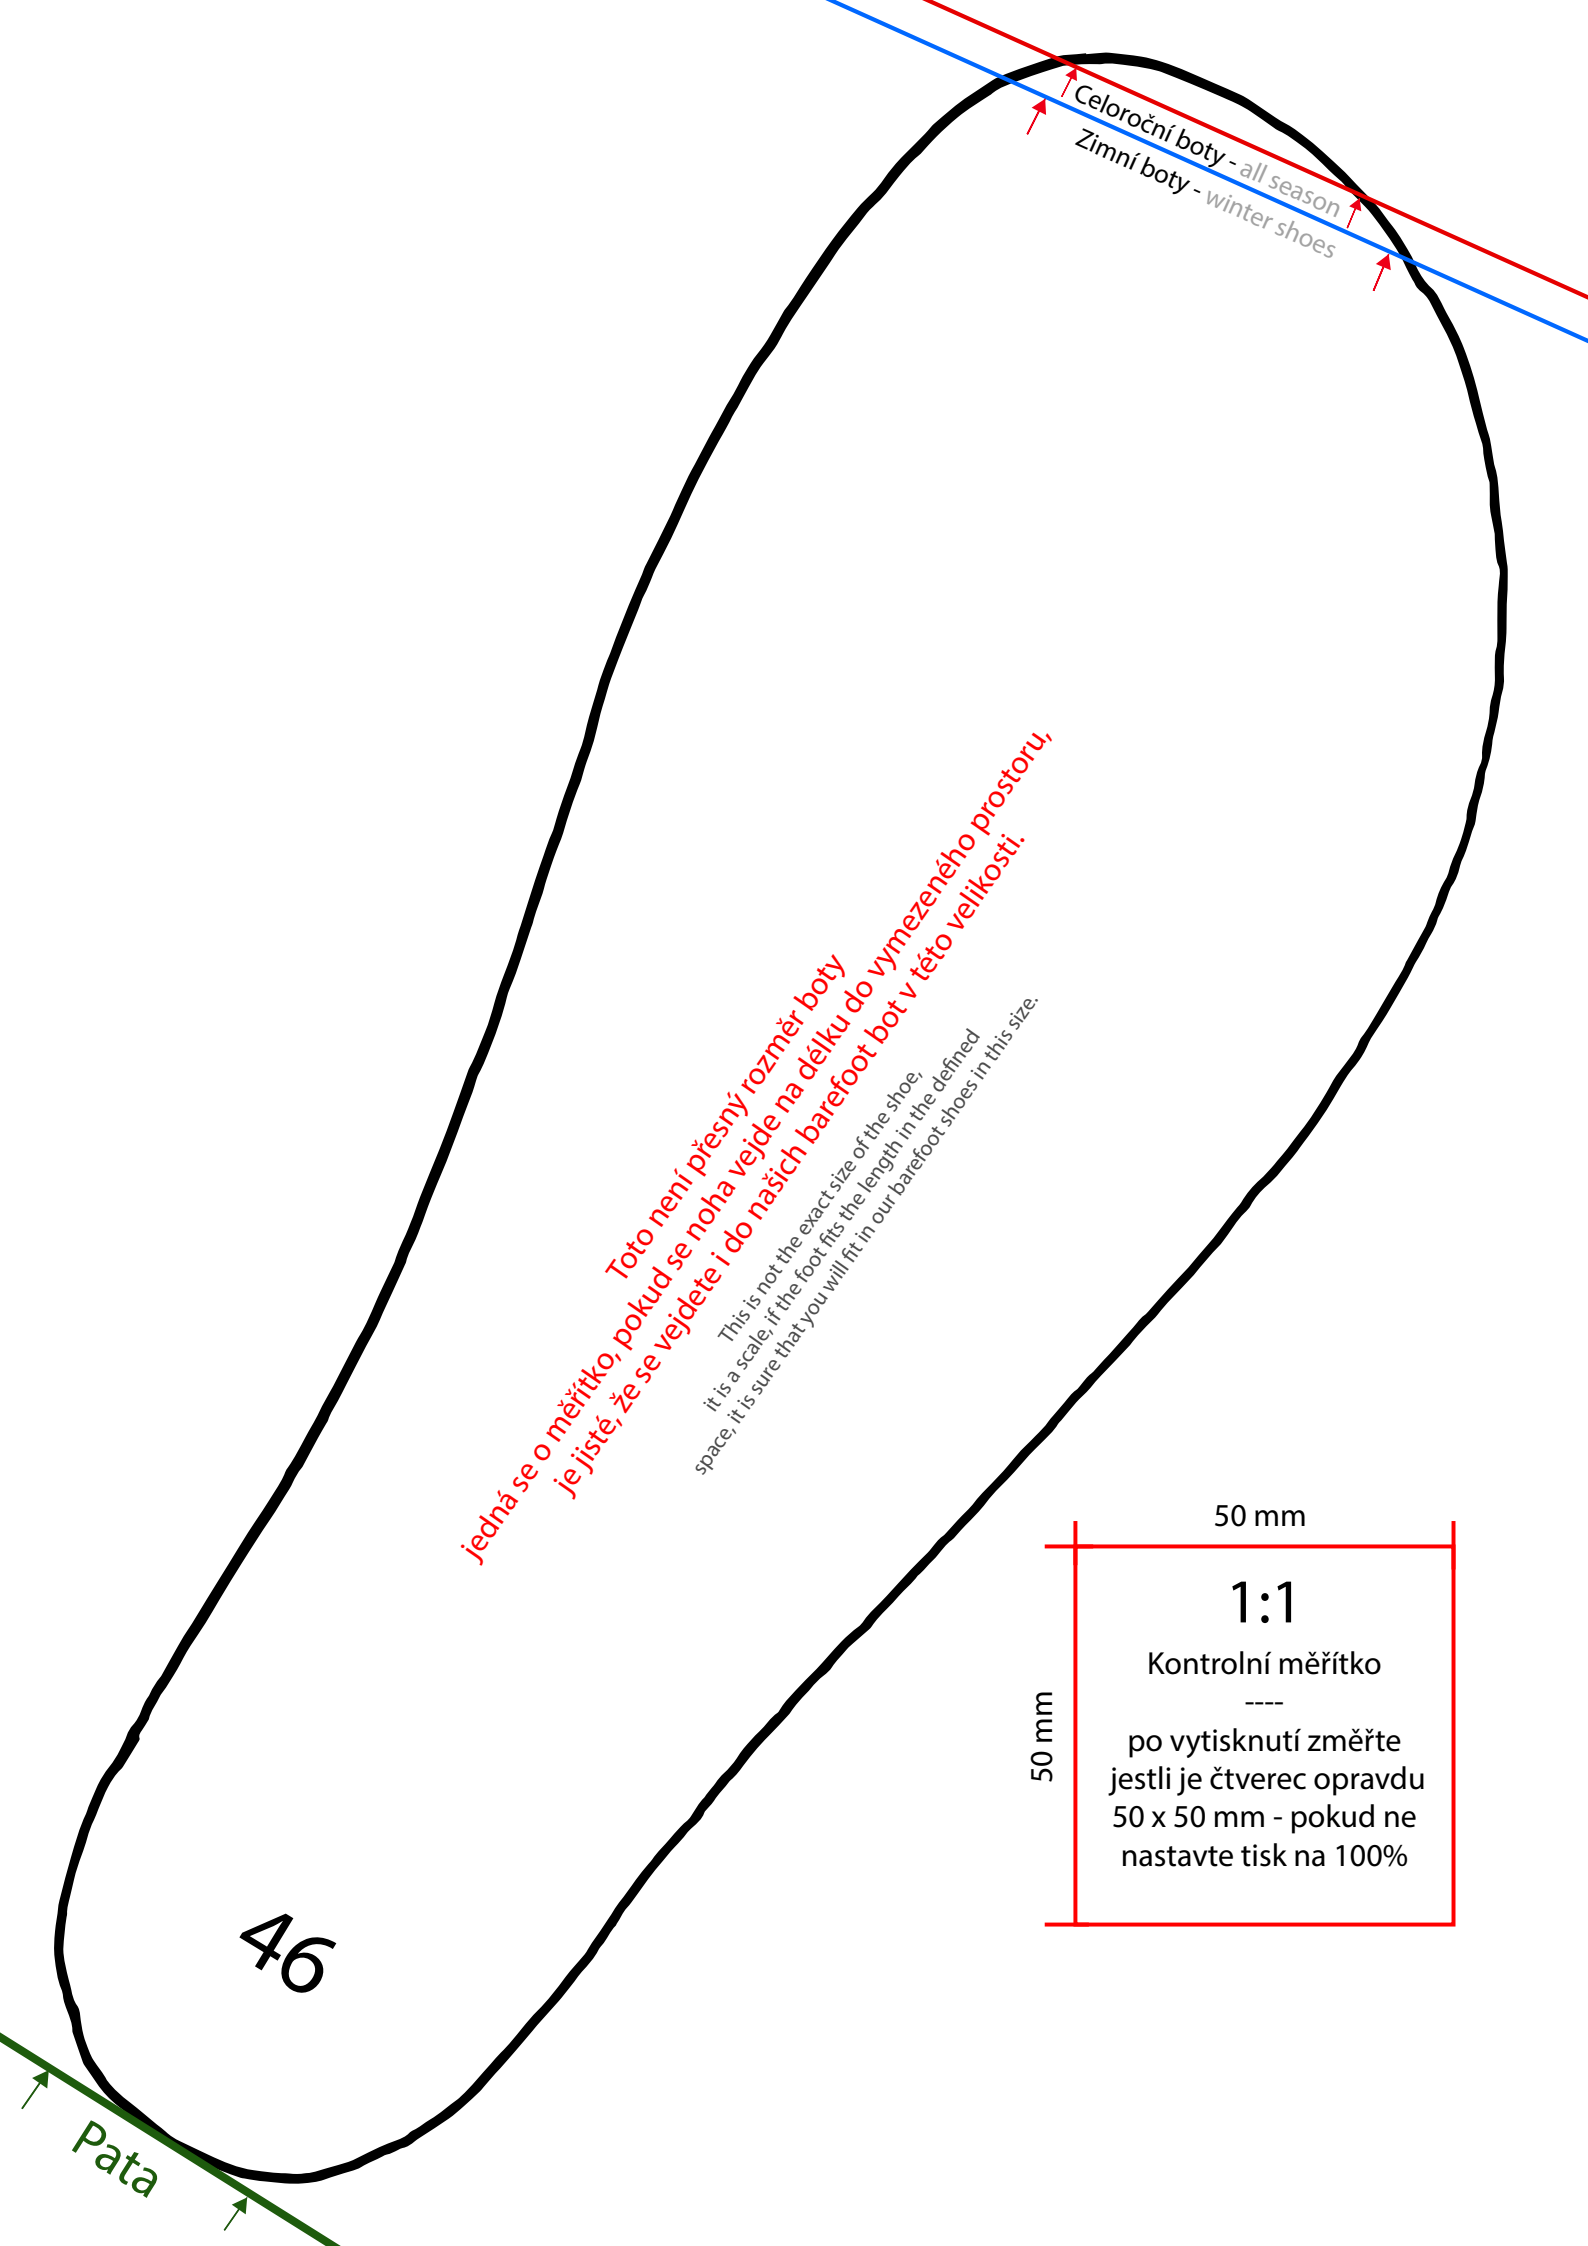 Celoroční boty - all season
Zimní boty - winter shoes
Toto není přesný rozměr boty
jedná se o měřítko, pokud se noha vejde na délku do vymezeného prostoru,
je jisté, že se vejdete i do našich barefoot bot v této velikosti.
This is not the exact size of the shoe,
it is a scale, if the foot fits the length in the defined
space, it is sure that you will fit in our barefoot shoes in this size.
50 mm
50 mm
1:1
Kontrolní měřítko
----
po vytisknutí změřte
jestli je čtverec opravdu
50 x 50 mm - pokud ne
nastavte tisk na 100%
46
Pata